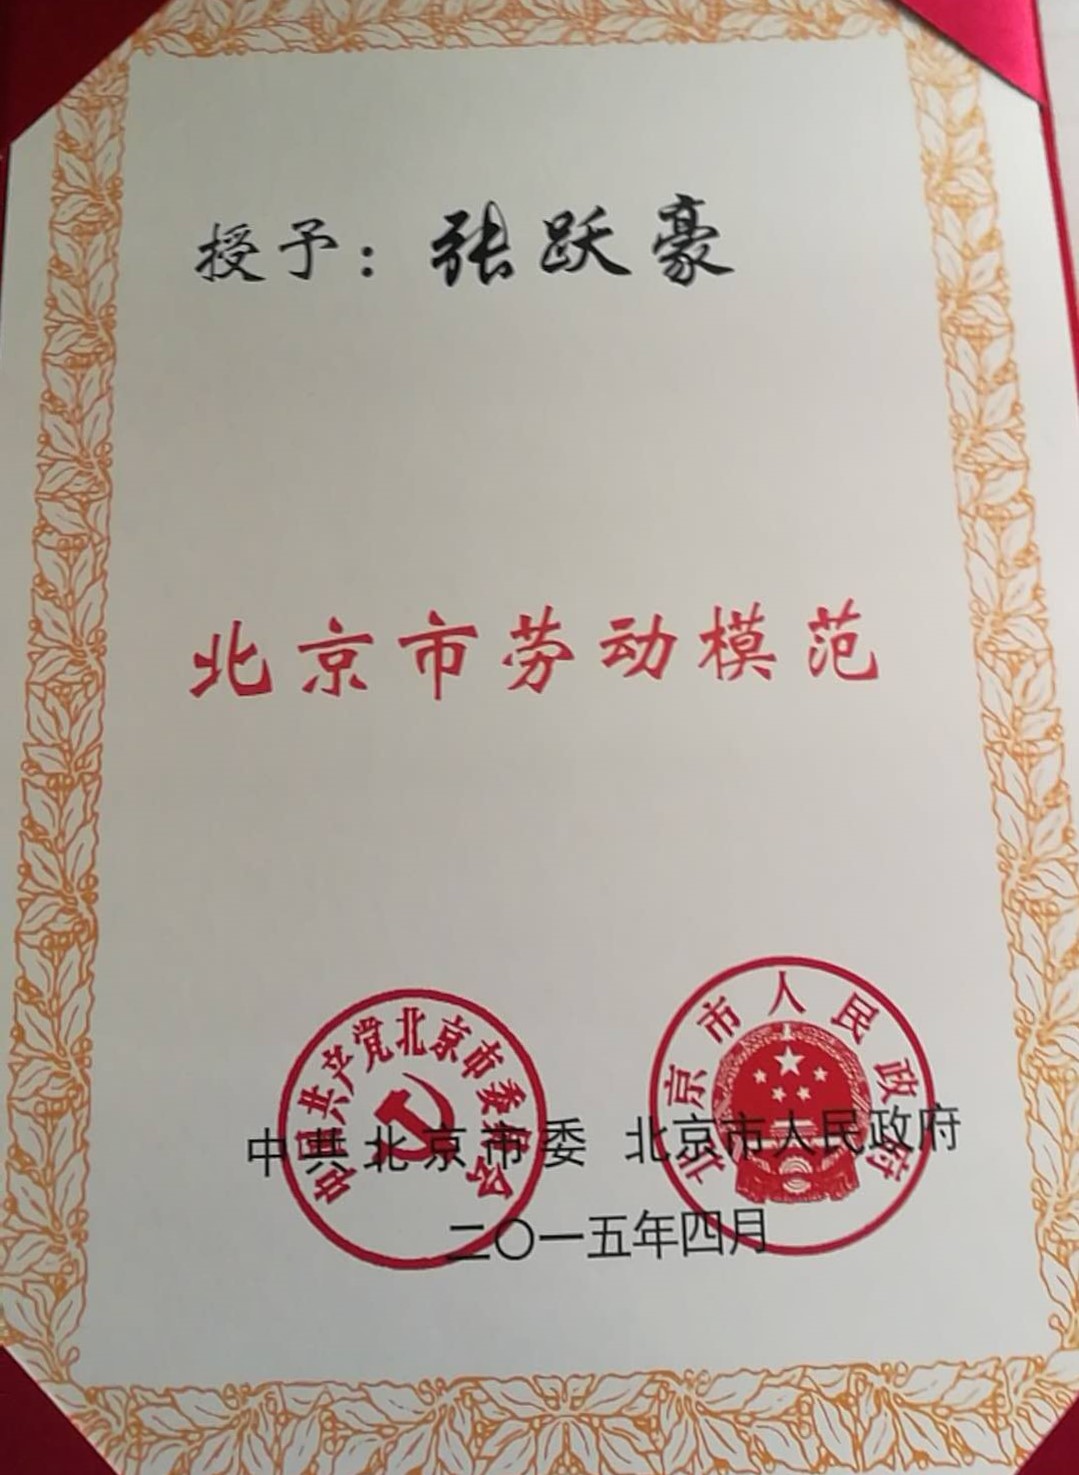 授予：张跃豪
北京市劳动模范
中国共产党北京市委员会
北京市人民政府
中共北京市委 北京市人民政府
二〇一五年四月